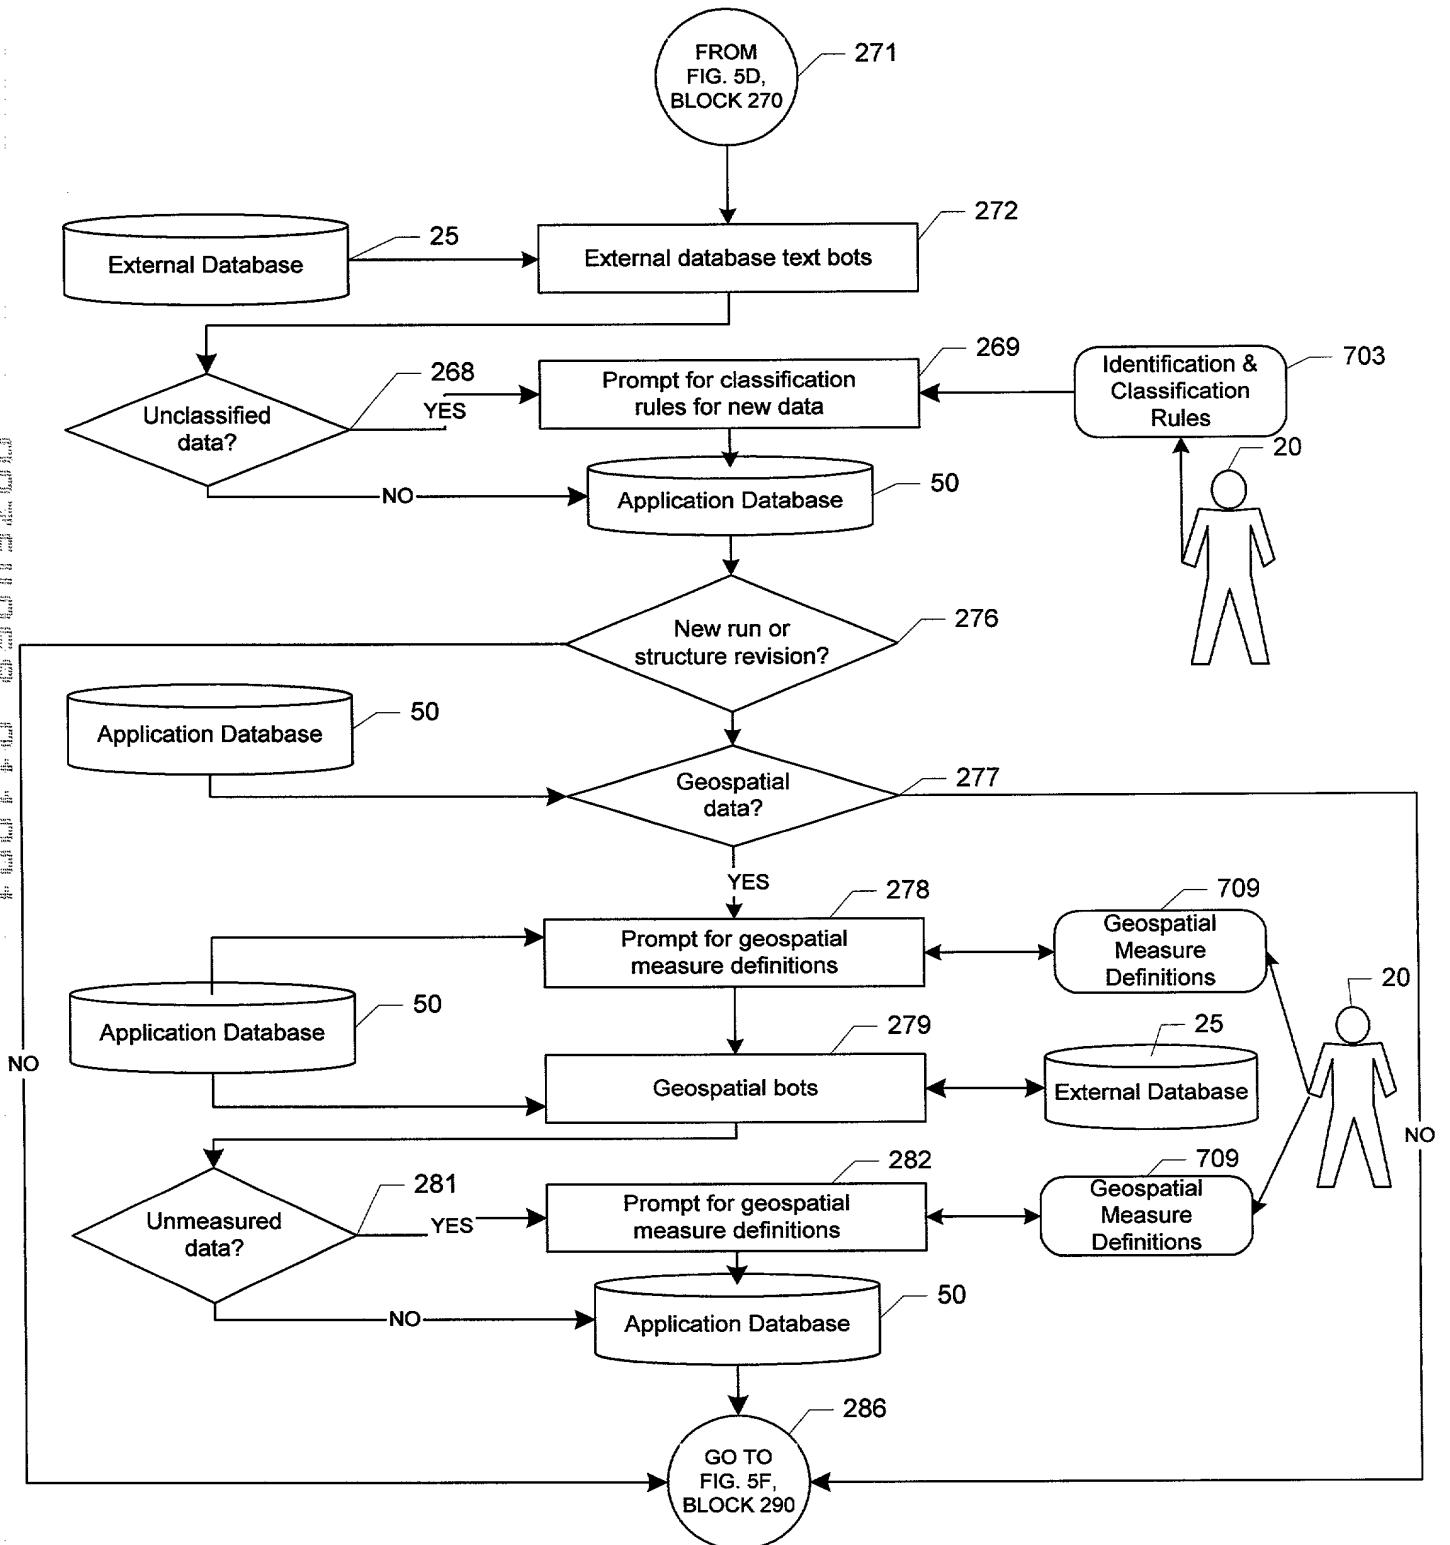 FROM
FIG. 5D,
BLOCK 270
271
272
External Database
25
External database text bots
268
269
703
Unclassified
data?
YES
Prompt for classification
rules for new data
Identification &
Classification
Rules
20
NO
Application Database
50
276
New run or
structure revision?
Application Database
50
277
Geospatial
data?
YES
278
709
Prompt for geospatial
measure definitions
Geospatial
Measure
Definitions
20
Application Database
50
279
25
NO
Geospatial bots
External Database
NO
281
282
709
Unmeasured
data?
YES
Prompt for geospatial
measure definitions
Geospatial
Measure
Definitions
NO
Application Database
50
286
GO TO
FIG. 5F,
BLOCK 290